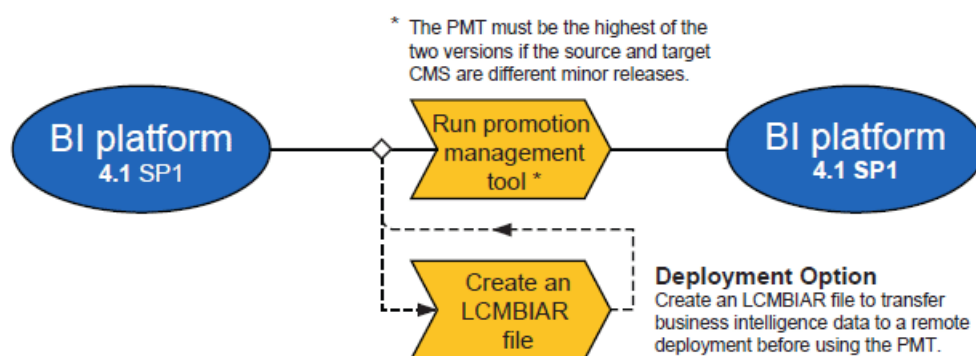 * The PMT must be the highest of the
two versions if the source and target
CMS are different minor releases.
BI platform
4.1 SP1
Run promotion
management
tool *
BI platform
4.1 SP1
Create an
LCMBIAR
file
Deployment Option
Create an LCMBIAR file to transfer
business intelligence data to a remote
deployment before using the PMT.